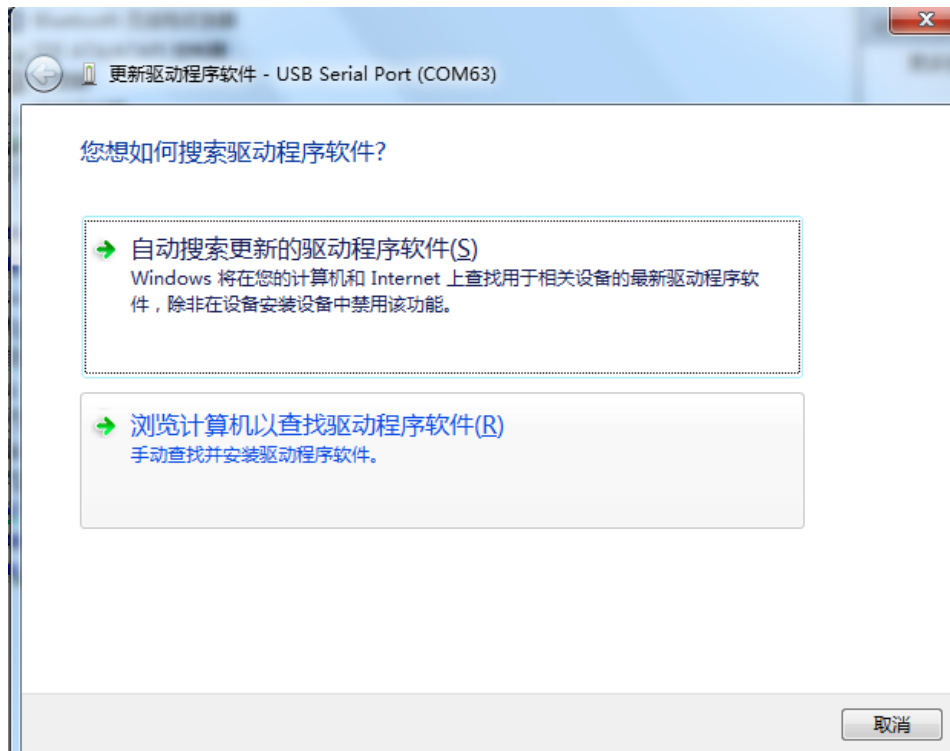 更新驱动程序软件 - USB Serial Port (COM63)
您想如何搜索驱动程序软件?
自动搜索更新的驱动程序软件(S)
Windows 将在您的计算机和 Internet 上查找用于相关设备的最新驱动程序软
件，除非在设备安装设备中禁用该功能。
浏览计算机以查找驱动程序软件(R)
手动查找并安装驱动程序软件。
取消